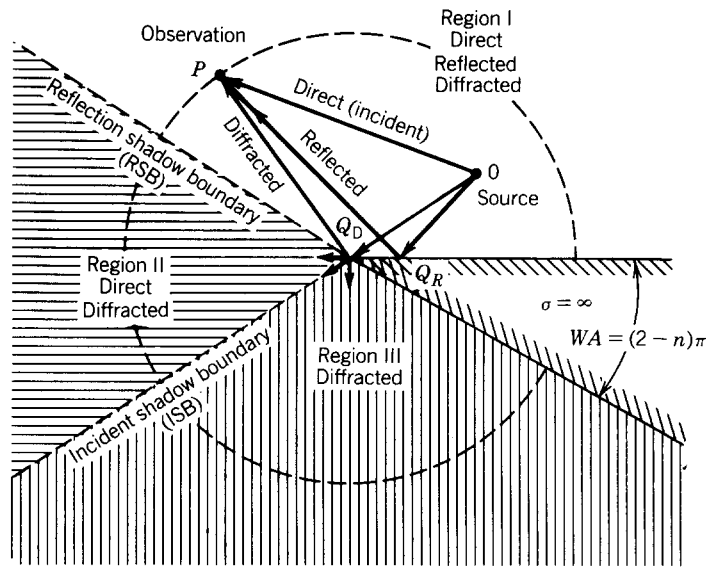 Region I
Direct
Reflected
Diffracted
Observation
P
Direct (incident)
Reflected
Diffracted
O
Source
Reflection shadow boundary
(RSB)
Q_D
Q_R
Region II
Direct
Diffracted
σ = ∞
WA = (2 − n)π
Region III
Diffracted
Incident shadow boundary
(ISB)